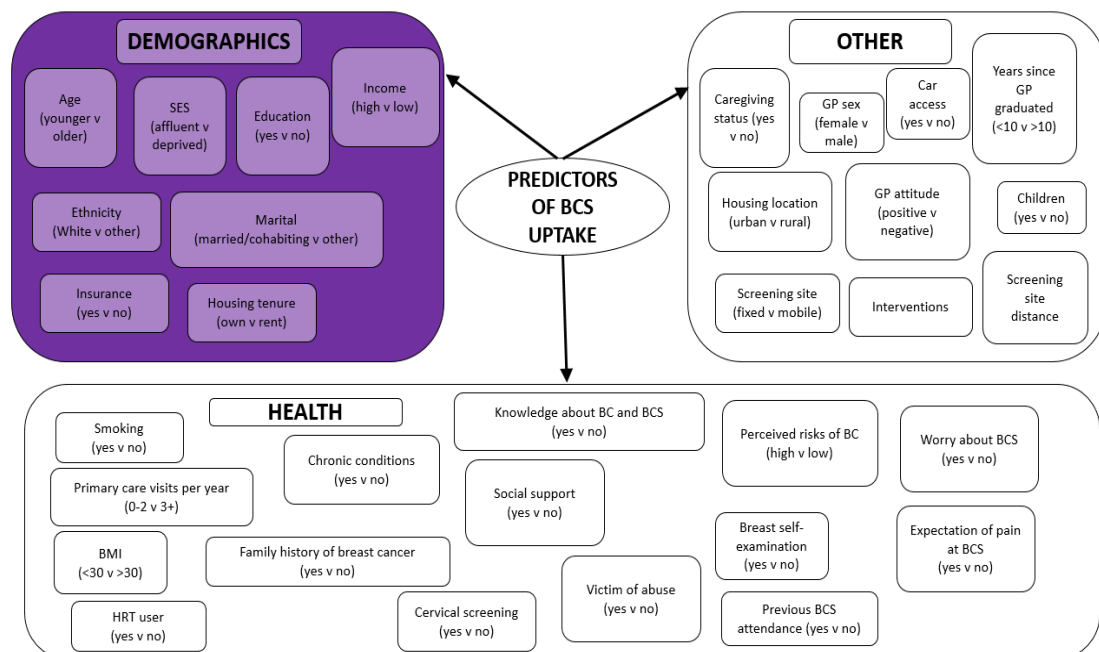 DEMOGRAPHICS
Age
(younger v
older)
SES
(affluent v
deprived)
Education
(yes v no)
Income
(high v low)
Ethnicity
(White v other)
Marital
(married/cohabiting v other)
Insurance
(yes v no)
Housing tenure
(own v rent)
PREDICTORS
OF BCS
UPTAKE
OTHER
Caregiving
status (yes
v no)
GP sex
(female v
male)
Car
access
(yes v no)
Years since
GP
graduated
(<10 v >10)
Housing location
(urban v rural)
GP attitude
(positive v
negative)
Children
(yes v no)
Screening site
(fixed v mobile)
Interventions
Screening
site
distance
HEALTH
Smoking
(yes v no)
Primary care visits per year
(0-2 v 3+)
BMI
(<30 v >30)
HRT user
(yes v no)
Chronic conditions
(yes v no)
Family history of breast cancer
(yes v no)
Knowledge about BC and BCS
(yes v no)
Social support
(yes v no)
Cervical screening
(yes v no)
Victim of abuse
(yes v no)
Perceived risks of BC
(high v low)
Breast self-
examination
(yes v no)
Previous BCS
attendance (yes v no)
Worry about BCS
(yes v no)
Expectation of pain
at BCS
(yes v no)